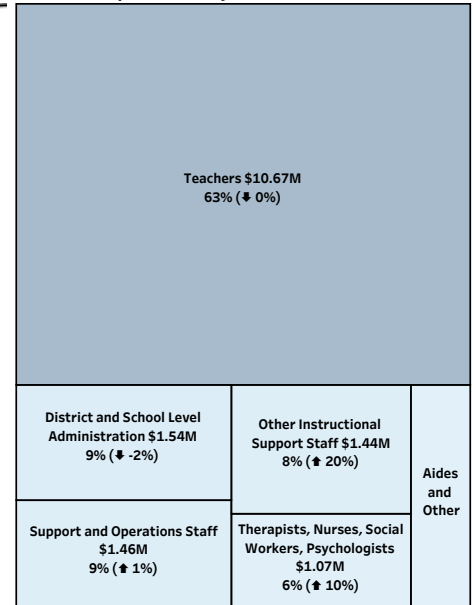 Teachers $10.67M
63% (⬇ 0%)
District and School Level
Administration $1.54M
9% (⬇ -2%)
Other Instructional
Support Staff $1.44M
8% (⬆ 20%)
Aides
and
Other
Support and Operations Staff
$1.46M
9% (⬆ 1%)
Therapists, Nurses, Social
Workers, Psychologists
$1.07M
6% (⬆ 10%)